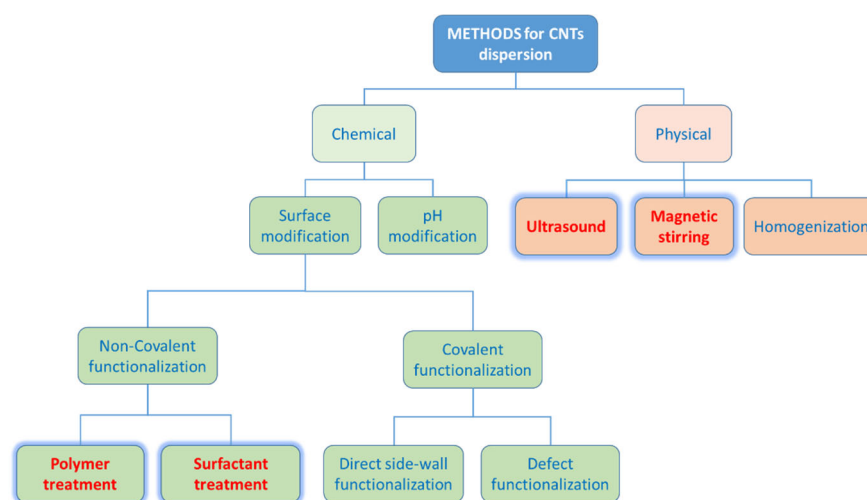 METHODS for CNTs
dispersion
Chemical
Physical
Surface
modification
pH
modification
Ultrasound
Magnetic
stirring
Homogenization
Non-Covalent
functionalization
Covalent
functionalization
Polymer
treatment
Surfactant
treatment
Direct side-wall
functionalization
Defect
functionalization